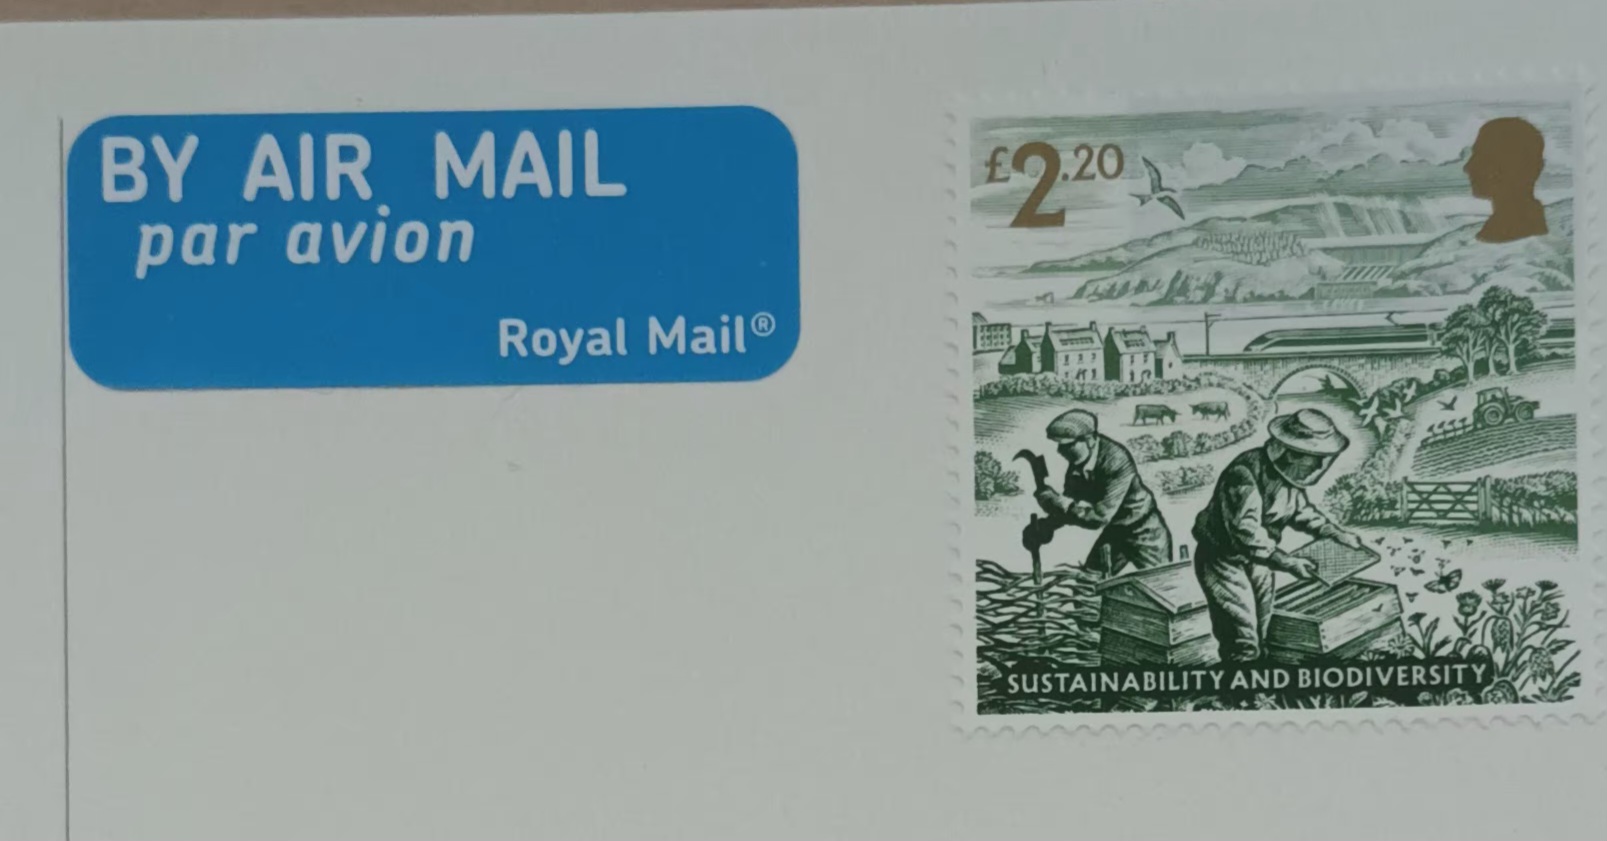 BY AIR MAIL
par avion
Royal Mail®
£2.20
SUSTAINABILITY AND BIODIVERSITY